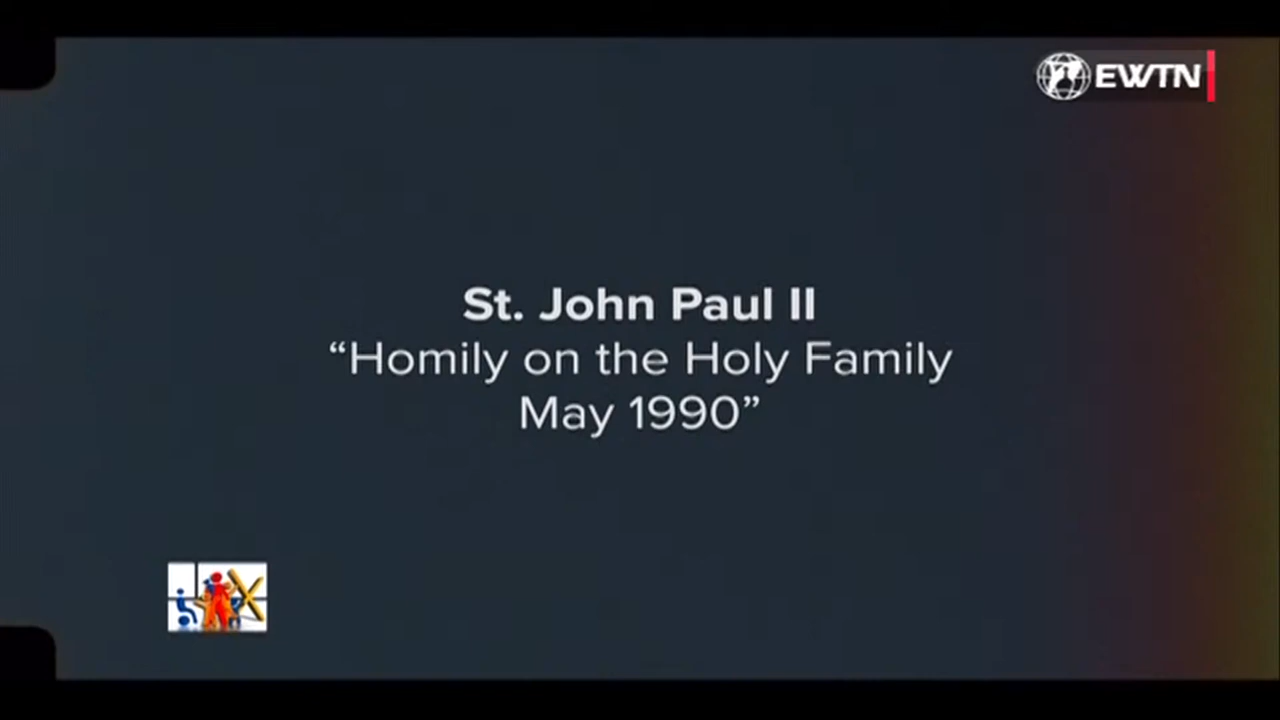 EWTN
St. John Paul II
“Homily on the Holy Family
May 1990”